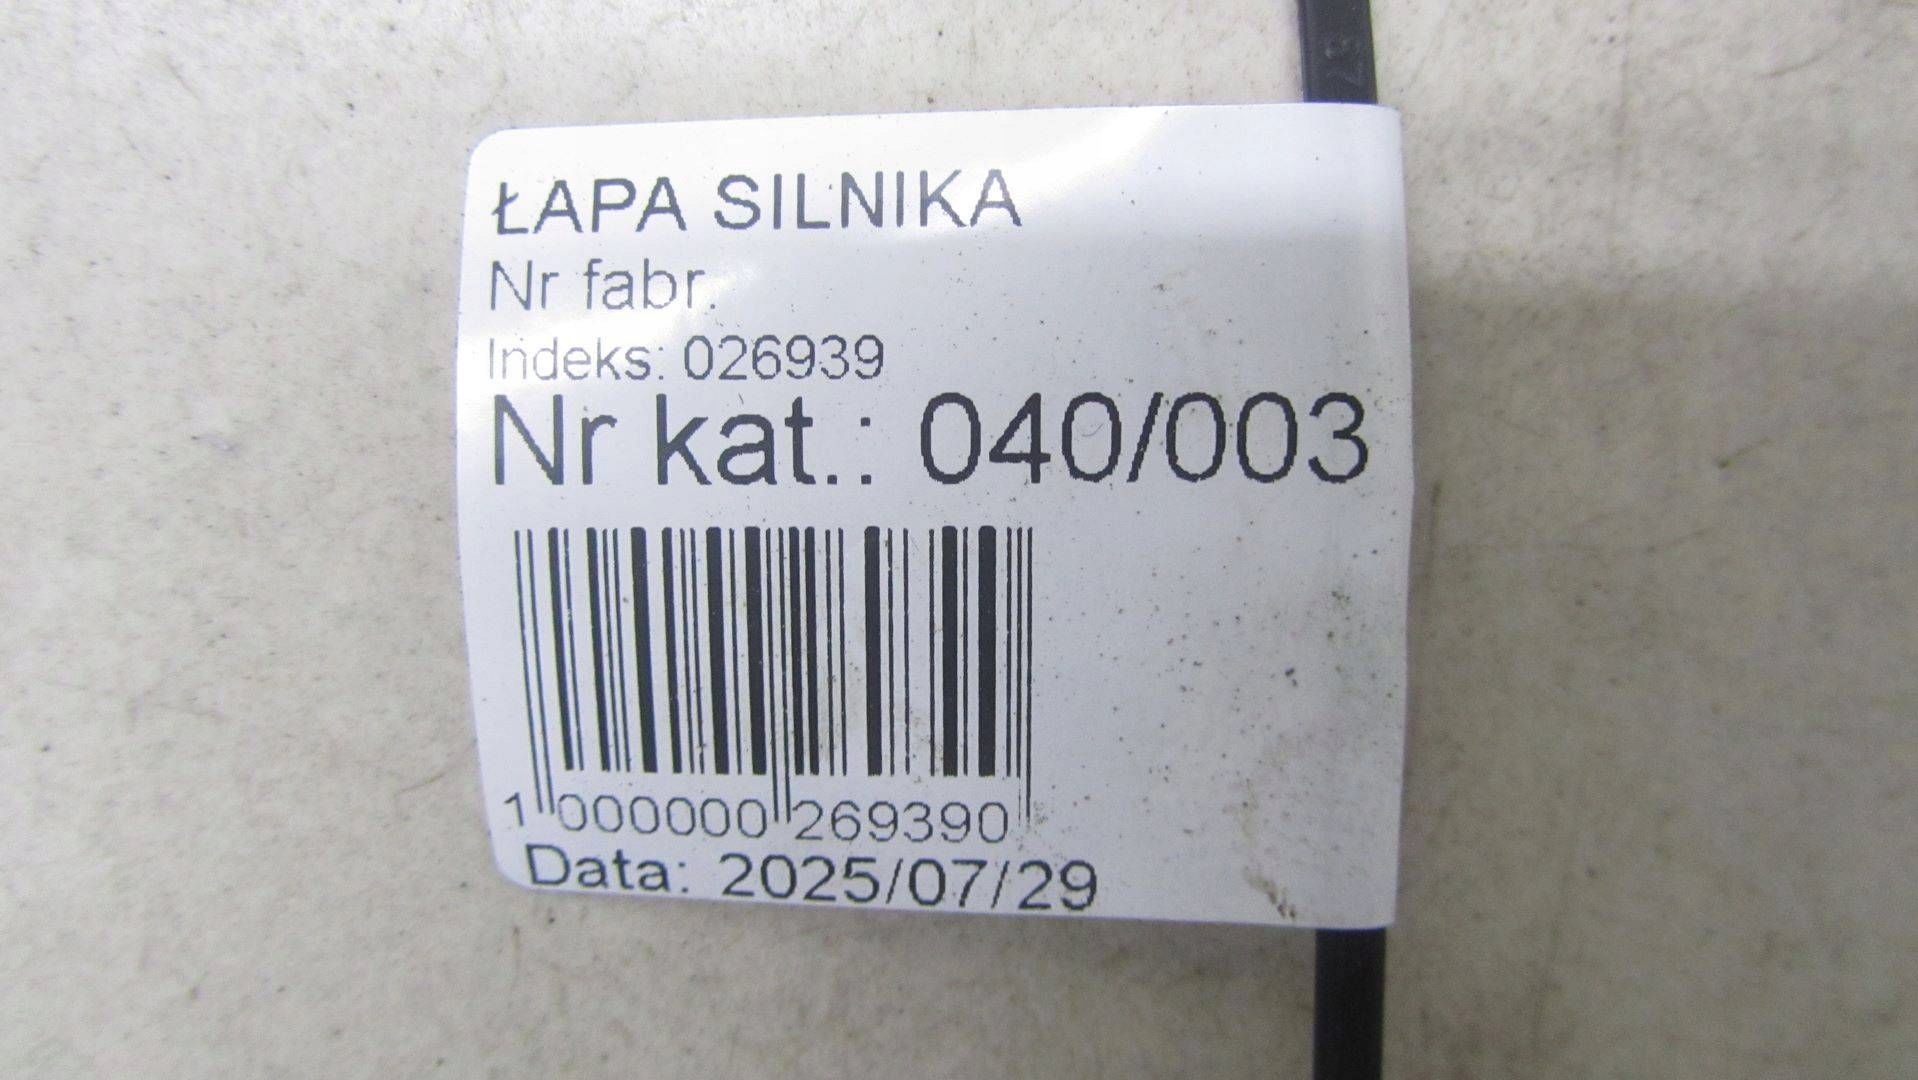 ŁAPA SILNIKA
Nr fabr.
Indeks: 026939
Nr kat.: 040/003
1 000000 269390
Data: 2025/07/29